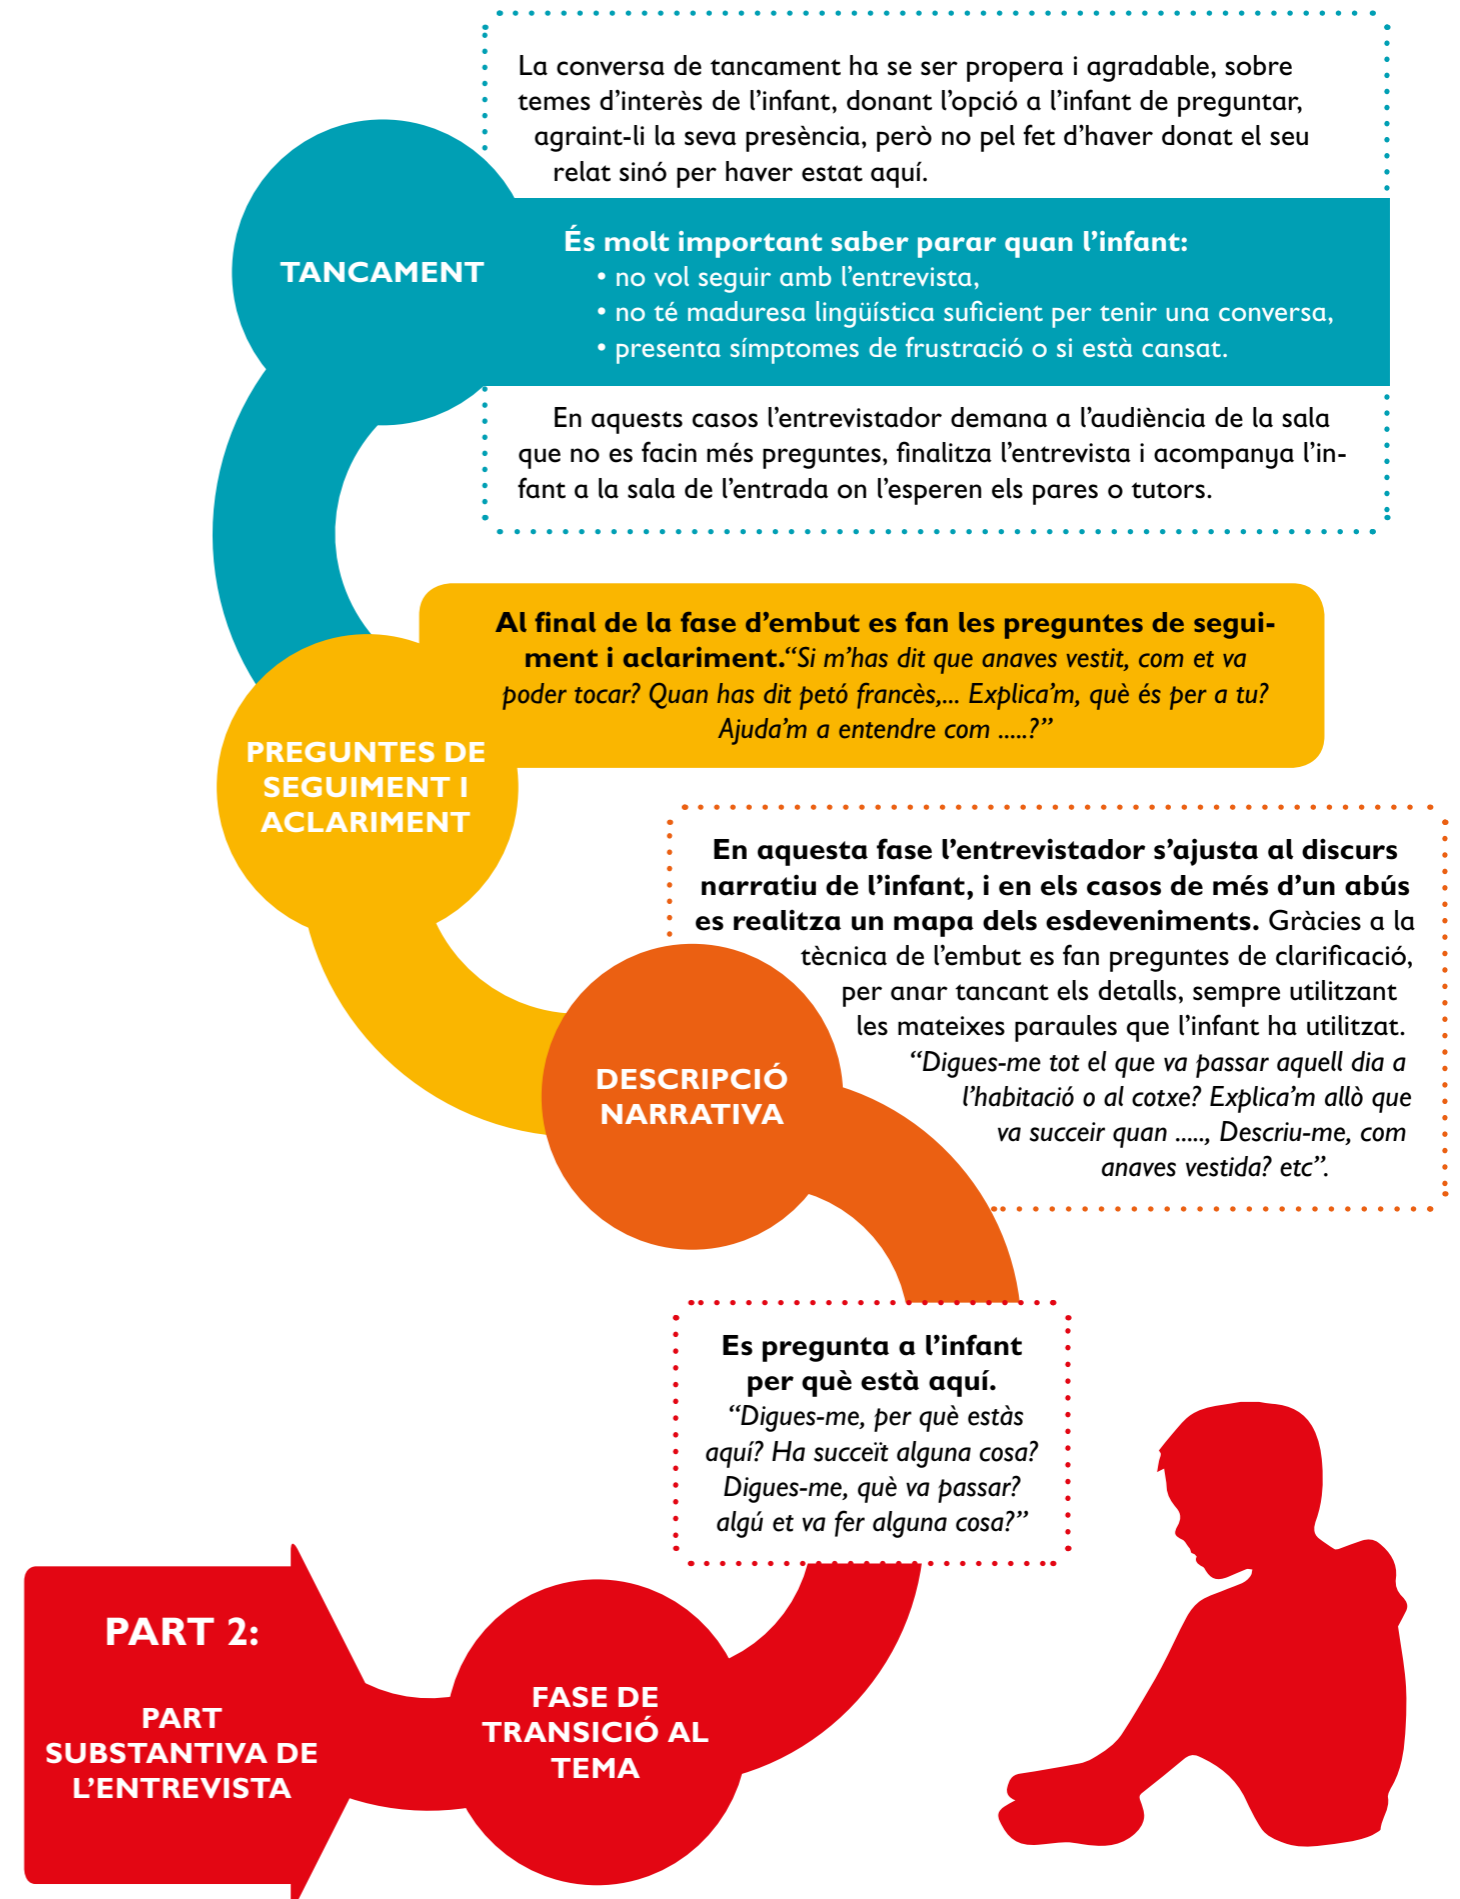 La conversa de tancament ha se ser propera i agradable, sobre
temes d’interès de l’infant, donant l’opció a l’infant de preguntar,
agraint-li la seva presència, però no pel fet d’haver donat el seu
relat sinó per haver estat aquí.
TANCAMENT
És molt important saber parar quan l’infant:
• no vol seguir amb l’entrevista,
• no té maduresa lingüística suficient per tenir una conversa,
• presenta símptomes de frustració o si està cansat.
En aquests casos l’entrevistador demana a l’audiència de la sala
que no es facin més preguntes, finalitza l’entrevista i acompanya l’in-
fant a la sala de l’entrada on l’esperen els pares o tutors.
Al final de la fase d’embut es fan les preguntes de segui-
ment i aclariment.“Si m’has dit que anaves vestit, com et va
poder tocar? Quan has dit petó francès,... Explica’m, què és per a tu?
Ajuda’m a entendre com .....?”
PREGUNTES DE
SEGUIMENT I
ACLARIMENT
En aquesta fase l’entrevistador s’ajusta al discurs
narratiu de l’infant, i en els casos de més d’un abús
es realitza un mapa dels esdeveniments. Gràcies a la
tècnica de l’embut es fan preguntes de clarificació,
per anar tancant els detalls, sempre utilitzant
les mateixes paraules que l’infant ha utilitzat.
“Digues-me tot el que va passar aquell dia a
l’habitació o al cotxe? Explica’m allò que
va succeir quan ....., Descriu-me, com
anaves vestida? etc”.
DESCRIPCIÓ
NARRATIVA
Es pregunta a l’infant
per què està aquí.
“Digues-me, per què estàs
aquí? Ha succeït alguna cosa?
Digues-me, què va passar?
algú et va fer alguna cosa?”
PART 2:
PART
SUBSTANTIVA DE
L’ENTREVISTA
FASE DE
TRANSICIÓ AL
TEMA